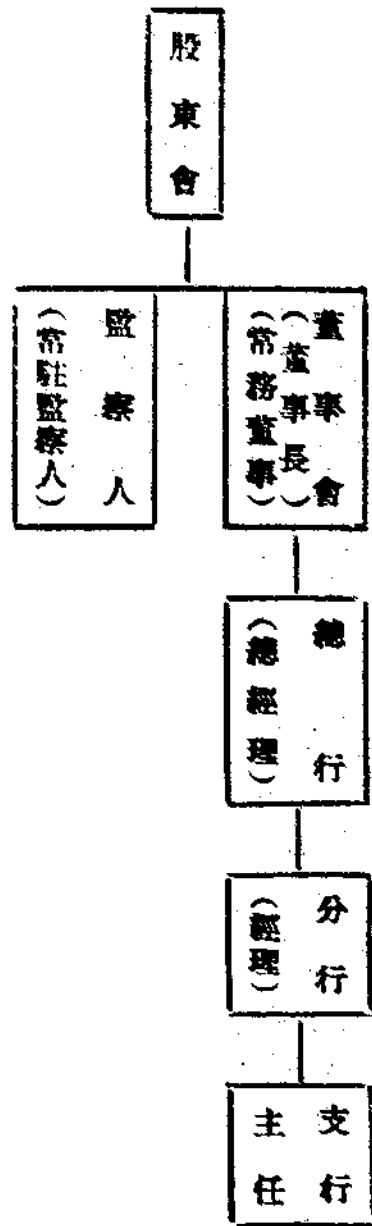 股東會
董事會
(董事長)
(常務監事)
監察人
(常駐監察人)
總行
(總經理)
分行
(經理)
支行
主任